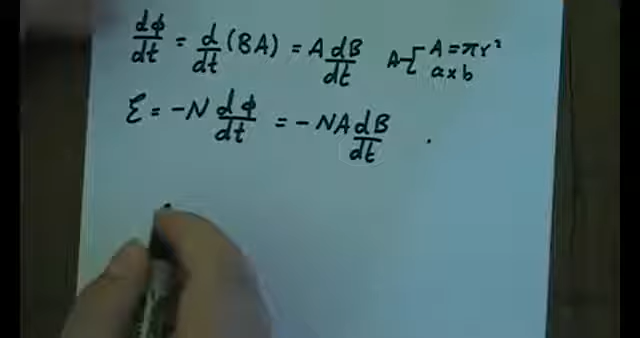 dϕ/dt = d/dt (BA) = A dB/dt A-{ A = πr²
a × b
ℰ = -N dϕ/dt = -NA dB/dt .